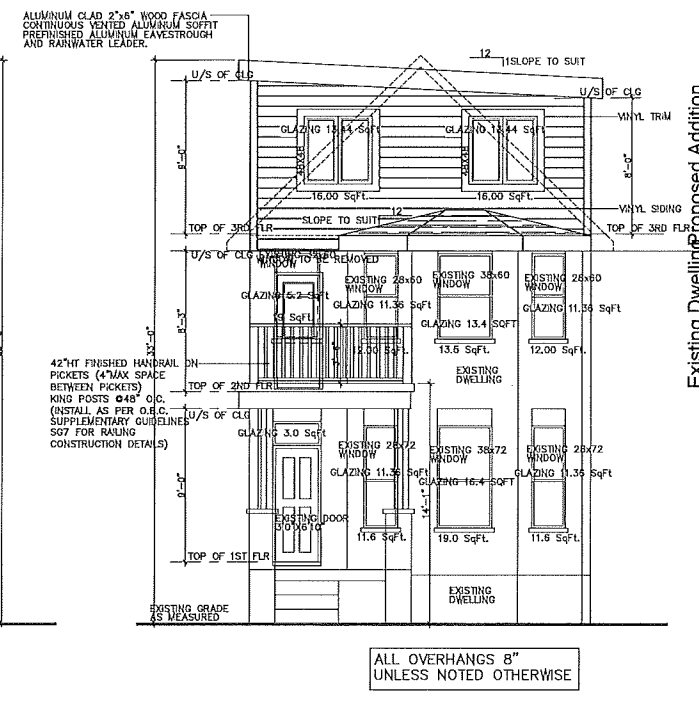 ALUMINUM CLAD 2"x6" WOOD FASCIA
CONTINUOUS VENTED ALUMINUM SOFFIT
PREFINISHED ALUMINUM EAVESTROUGH
AND RAINWATER LEADER.
12
1 SLOPE TO SUIT
U/S OF CLG
U/S OF CLG
VINYL TRIM
GLAZING 13.44 SqFt
GLAZING 13.44 SqFt
48X48
48X48
9'-0"
8'-0"
16.00 SqFt.
16.00 SqFt.
VINYL SIDING
12
SLOPE TO SUIT
TOP OF 3RD FLR
TOP OF 3RD FLR
Existing Dwelling
Proposed Addition
U/S OF CLG
WINDOW TO BE REMOVED
EXISTING 28x60
WINDOW
EXISTING 38x60
WINDOW
EXISTING 28x60
WINDOW
GLAZING 5.2 SqFt
GLAZING 11.36 SqFt
GLAZING 13.4 SQFT
GLAZING 11.36 SqFt
9 SqFt.
8'-3"
33'-0"
12.00 SqFt.
13.6 SqFt.
12.00 SqFt.
EXISTING
DWELLING
42"HT FINISHED HANDRAIL ON
PICKETS (4"MAX SPACE
BETWEEN PICKETS)
KING POSTS @48" O.C.
(INSTALL AS PER O.B.C.
SUPPLEMENTARY GUIDELINES
SG7 FOR RAILING
CONSTRUCTION DETAILS)
TOP OF 2ND FLR
U/S OF CLG
GLAZING 3.0 SqFt
EXISTING 28x72
WINDOW
EXISTING 38x72
WINDOW
EXISTING 28x72
WINDOW
GLAZING 11.36 SqFt
GLAZING 16.4 SQFT
GLAZING 11.36 SqFt
9'-0"
14'-1"
EXISTING DOOR
3'0"X6'10"
11.6 SqFt.
19.0 SqFt.
11.6 SqFt.
TOP OF 1ST FLR
EXISTING
DWELLING
EXISTING GRADE
AS MEASURED
ALL OVERHANGS 8"
UNLESS NOTED OTHERWISE